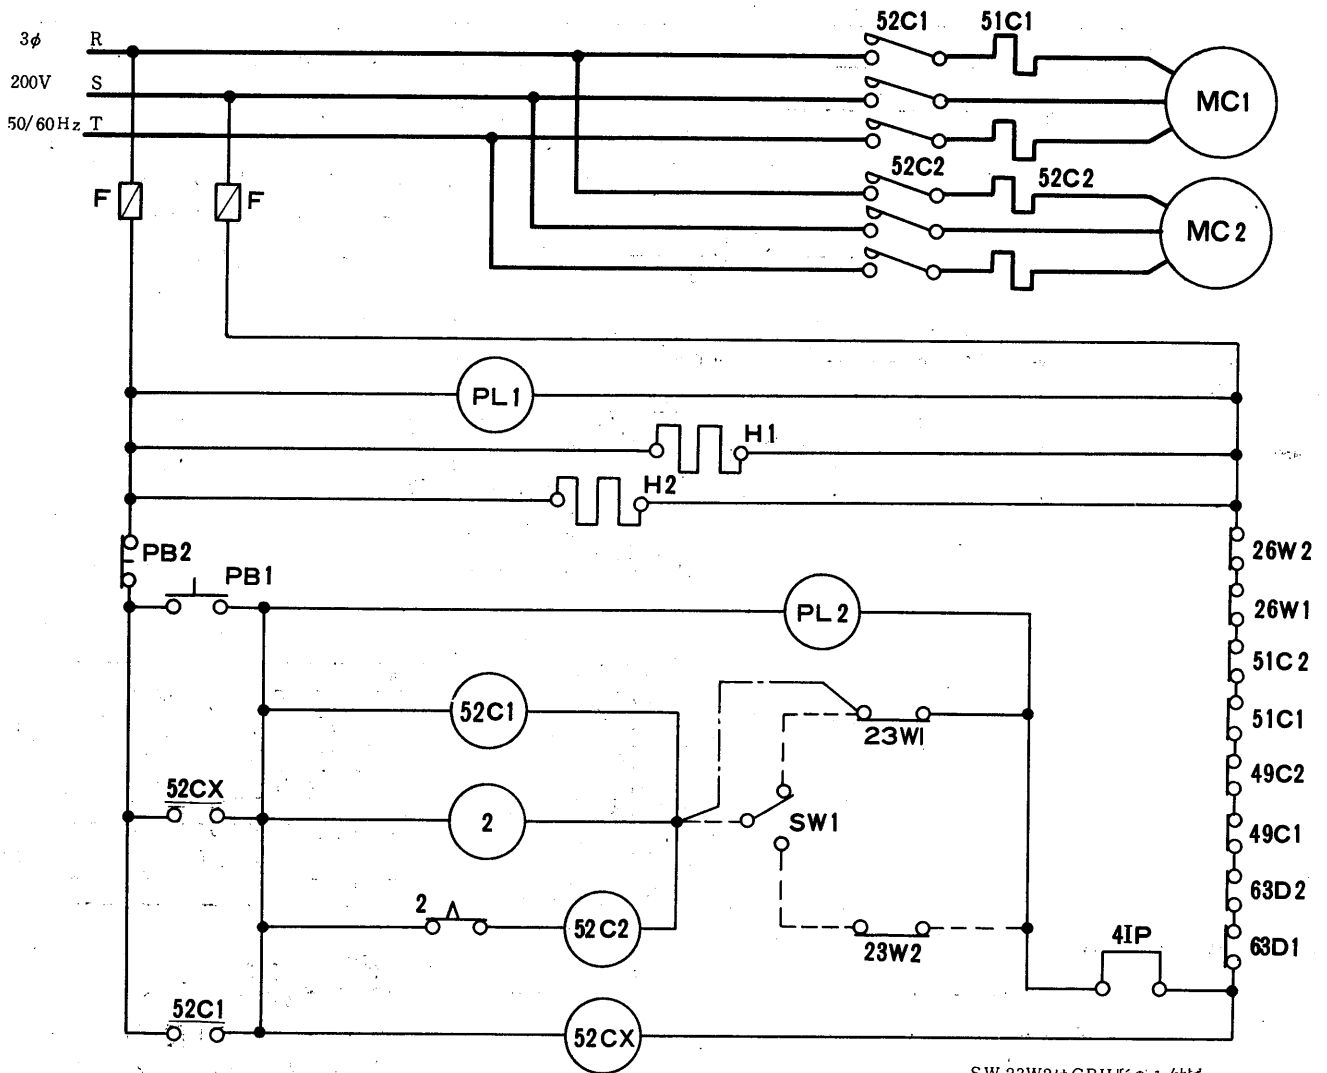 52C1
51C1
3φ
R
200V
S
50/60Hz
T
MC1
52C2
52C2
F
F
MC2
PL1
H1
H2
PB2
26W2
PB1
PL2
26W1
51C2
52C1
51C1
23W1
52CX
49C2
2
SW1
49C1
2
63D2
52C2
23W2
4IP
63D1
52C1
52CX